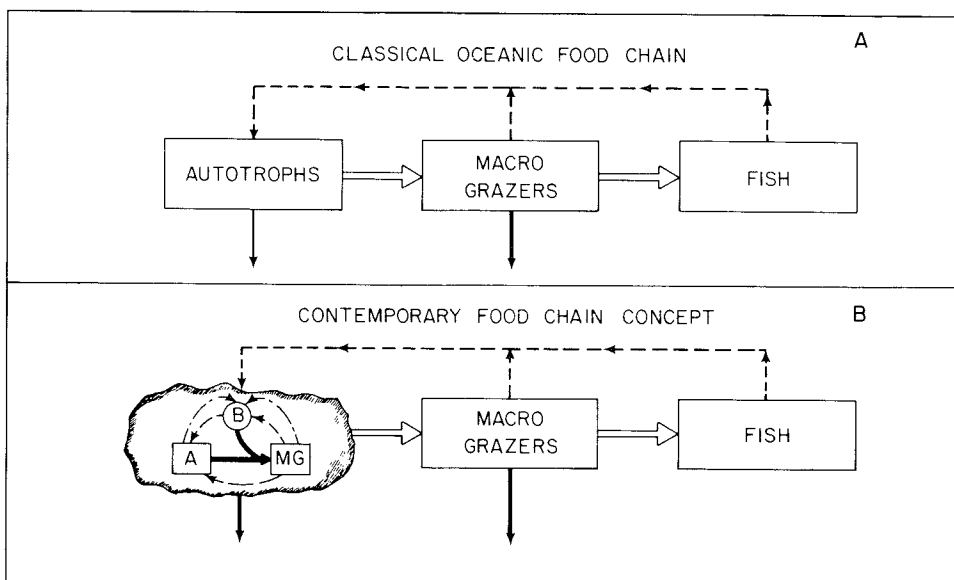 A
CLASSICAL OCEANIC FOOD CHAIN
AUTOTROPHS
MACRO
GRAZERS
FISH
B
CONTEMPORARY FOOD CHAIN CONCEPT
B
A
MG
MACRO
GRAZERS
FISH